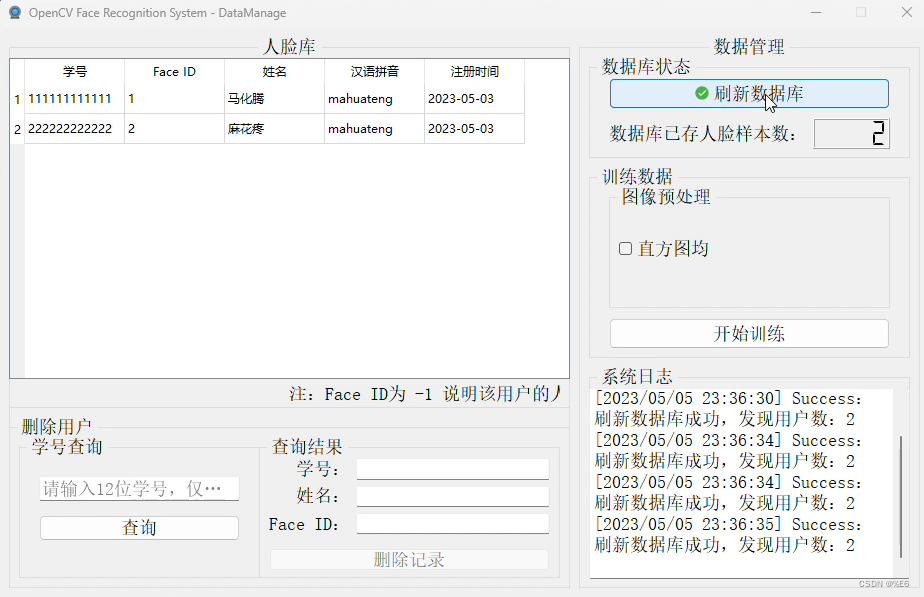 OpenCV Face Recognition System - DataManage
人脸库
学号 Face ID 姓名 汉语拼音 注册时间
1 111111111111 1 马化腾 mahuateng 2023-05-03
2 222222222222 2 麻花疼 mahuateng 2023-05-03
注：Face ID为 -1 说明该用户的人
删除用户
学号查询
请输入12位学号，仅…
查询
查询结果
学号：
姓名：
Face ID：
删除记录
数据管理
数据库状态
刷新数据库
数据库已存人脸样本数： 2
训练数据
图像预处理
直方图均
开始训练
系统日志
[2023/05/05 23:36:30] Success:
刷新数据库成功，发现用户数：2
[2023/05/05 23:36:34] Success:
刷新数据库成功，发现用户数：2
[2023/05/05 23:36:34] Success:
刷新数据库成功，发现用户数：2
[2023/05/05 23:36:35] Success:
刷新数据库成功，发现用户数：2
CSDN @%E6